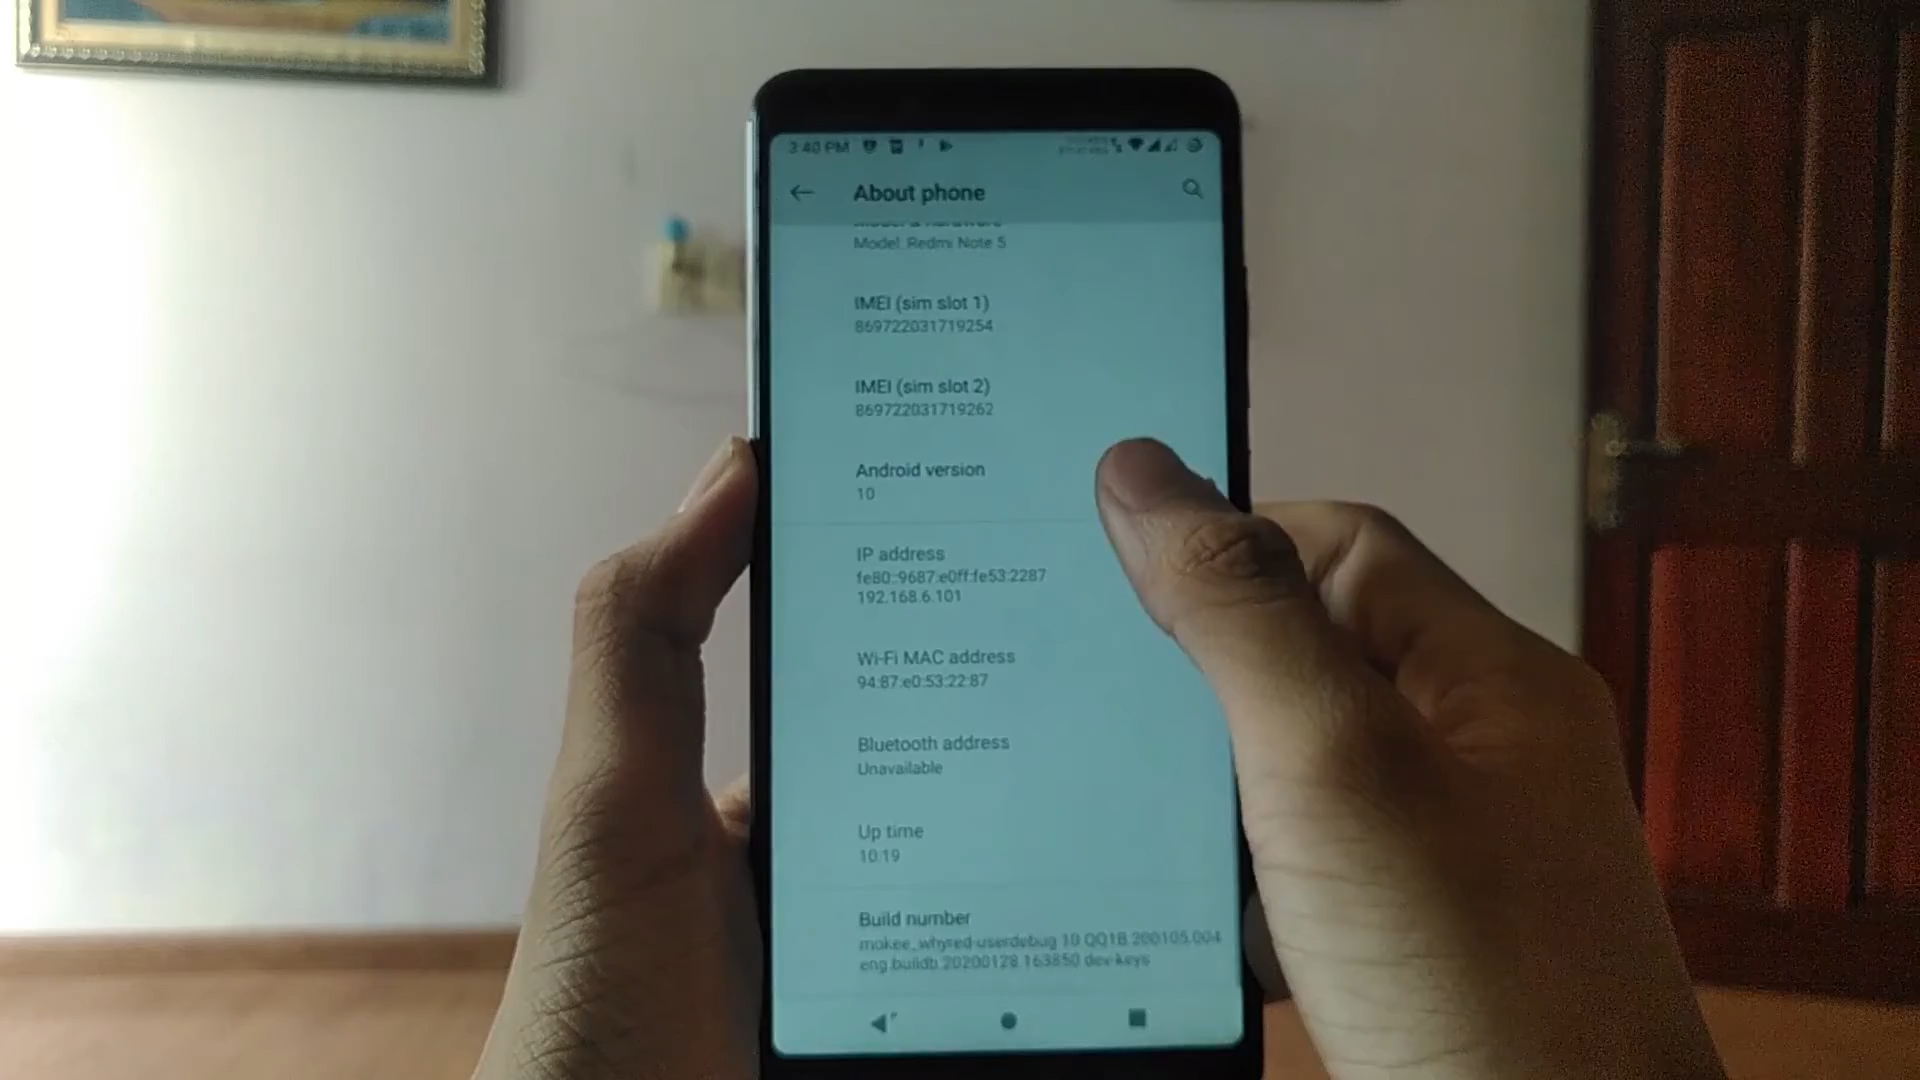 3:40 PM
About phone
Model & hardware
Model: Redmi Note 5
IMEI (sim slot 1)
869722031719254
IMEI (sim slot 2)
869722031719262
Android version
10
IP address
fe80::9687:e0ff:fe53:2287
192.168.6.101
Wi-Fi MAC address
94:87:e0:53:22:87
Bluetooth address
Unavailable
Up time
10:19
Build number
mokee_whyred-userdebug 10 QQ1B.200105.004
eng.buildb.20200128.163850 dev-keys